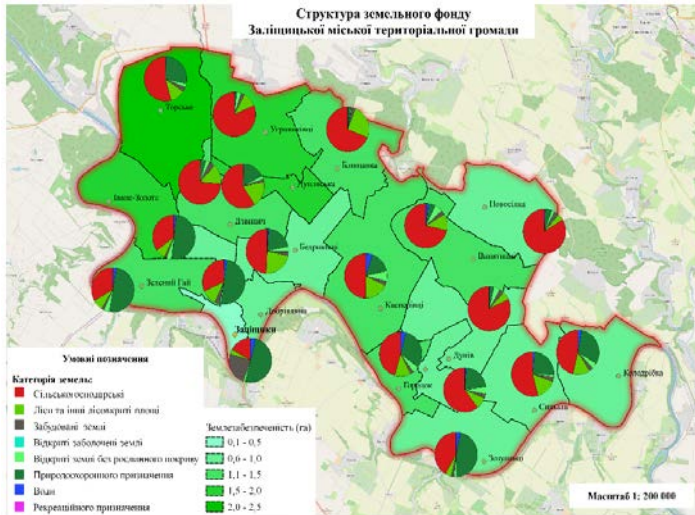 Структура земельного фонду
Заліщицької міської територіальної громади
Торське
Угриньківці
Блищанка
Іване-Золоте
Дзвиняч
Новосілка
Бедриківці
Винятинці
Зелений Гай
Касперівці
Добрівляни
Заліщики
Дунів
Колодрібка
Городок
Синьків
Зозулинці
Умовні позначення
Категорія земель:
Сільськогосподарські
Ліси та інші лісовкриті площі
Забудовані землі
Відкриті заболочені землі
Відкриті землі без рослинного покриву
Природоохоронного призначення
Води
Рекреаційного призначення
Землезабезпеченість (га)
0,1 - 0,5
0,6 - 1,0
1,1 - 1,5
1,5 - 2,0
2,0 - 2,5
Масштаб 1: 200 000